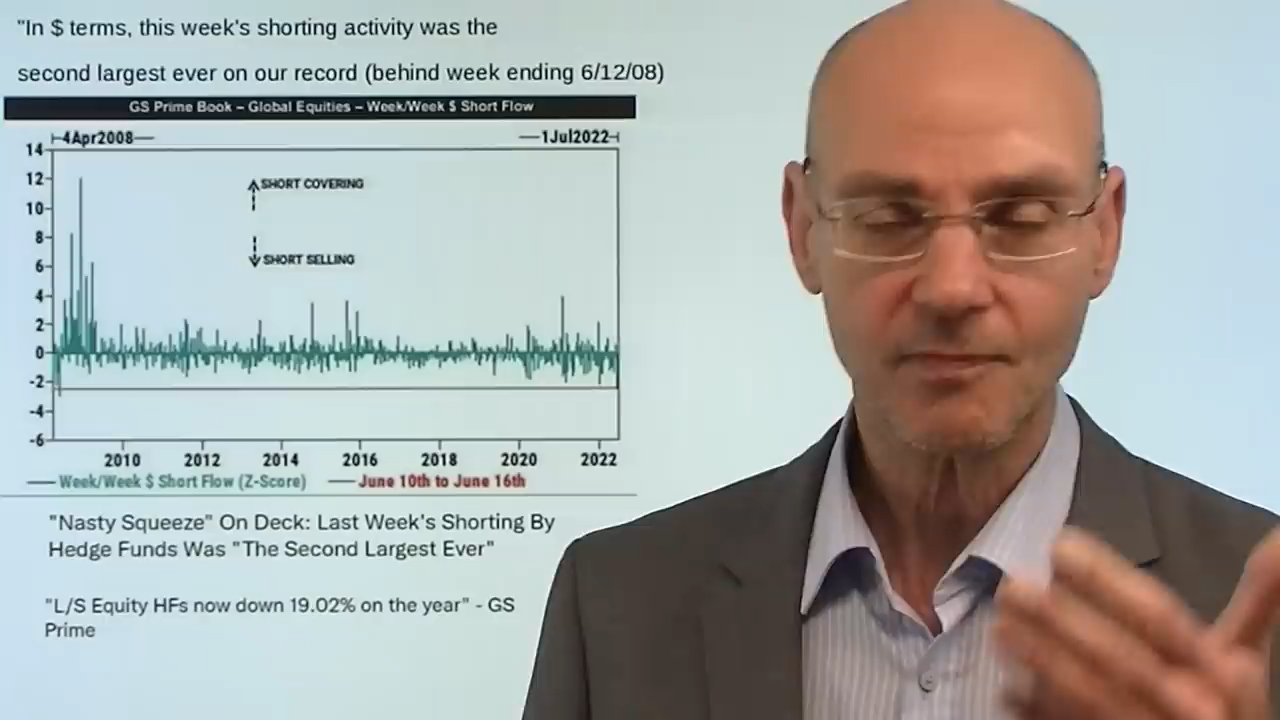 "In $ terms, this week's shorting activity was the
second largest ever on our record (behind week ending 6/12/08)
GS Prime Book – Global Equities – Week/Week $ Short Flow
4Apr2008
1Jul2022
14
12
10
8
6
4
2
0
-2
-4
-6
SHORT COVERING
SHORT SELLING
2010 2012 2014 2016 2018 2020 2022
Week/Week $ Short Flow (Z-Score) June 10th to June 16th
"Nasty Squeeze" On Deck: Last Week's Shorting By
Hedge Funds Was "The Second Largest Ever"
"L/S Equity HFs now down 19.02% on the year" - GS
Prime